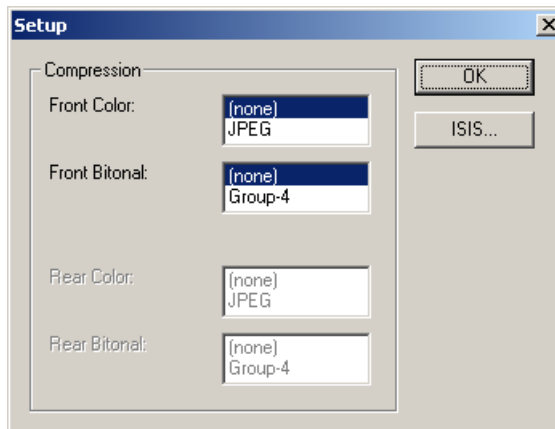 Setup
Compression
Front Color:
(none)
JPEG
Front Bitonal:
(none)
Group-4
Rear Color:
(none)
JPEG
Rear Bitonal:
(none)
Group-4
OK
ISIS...